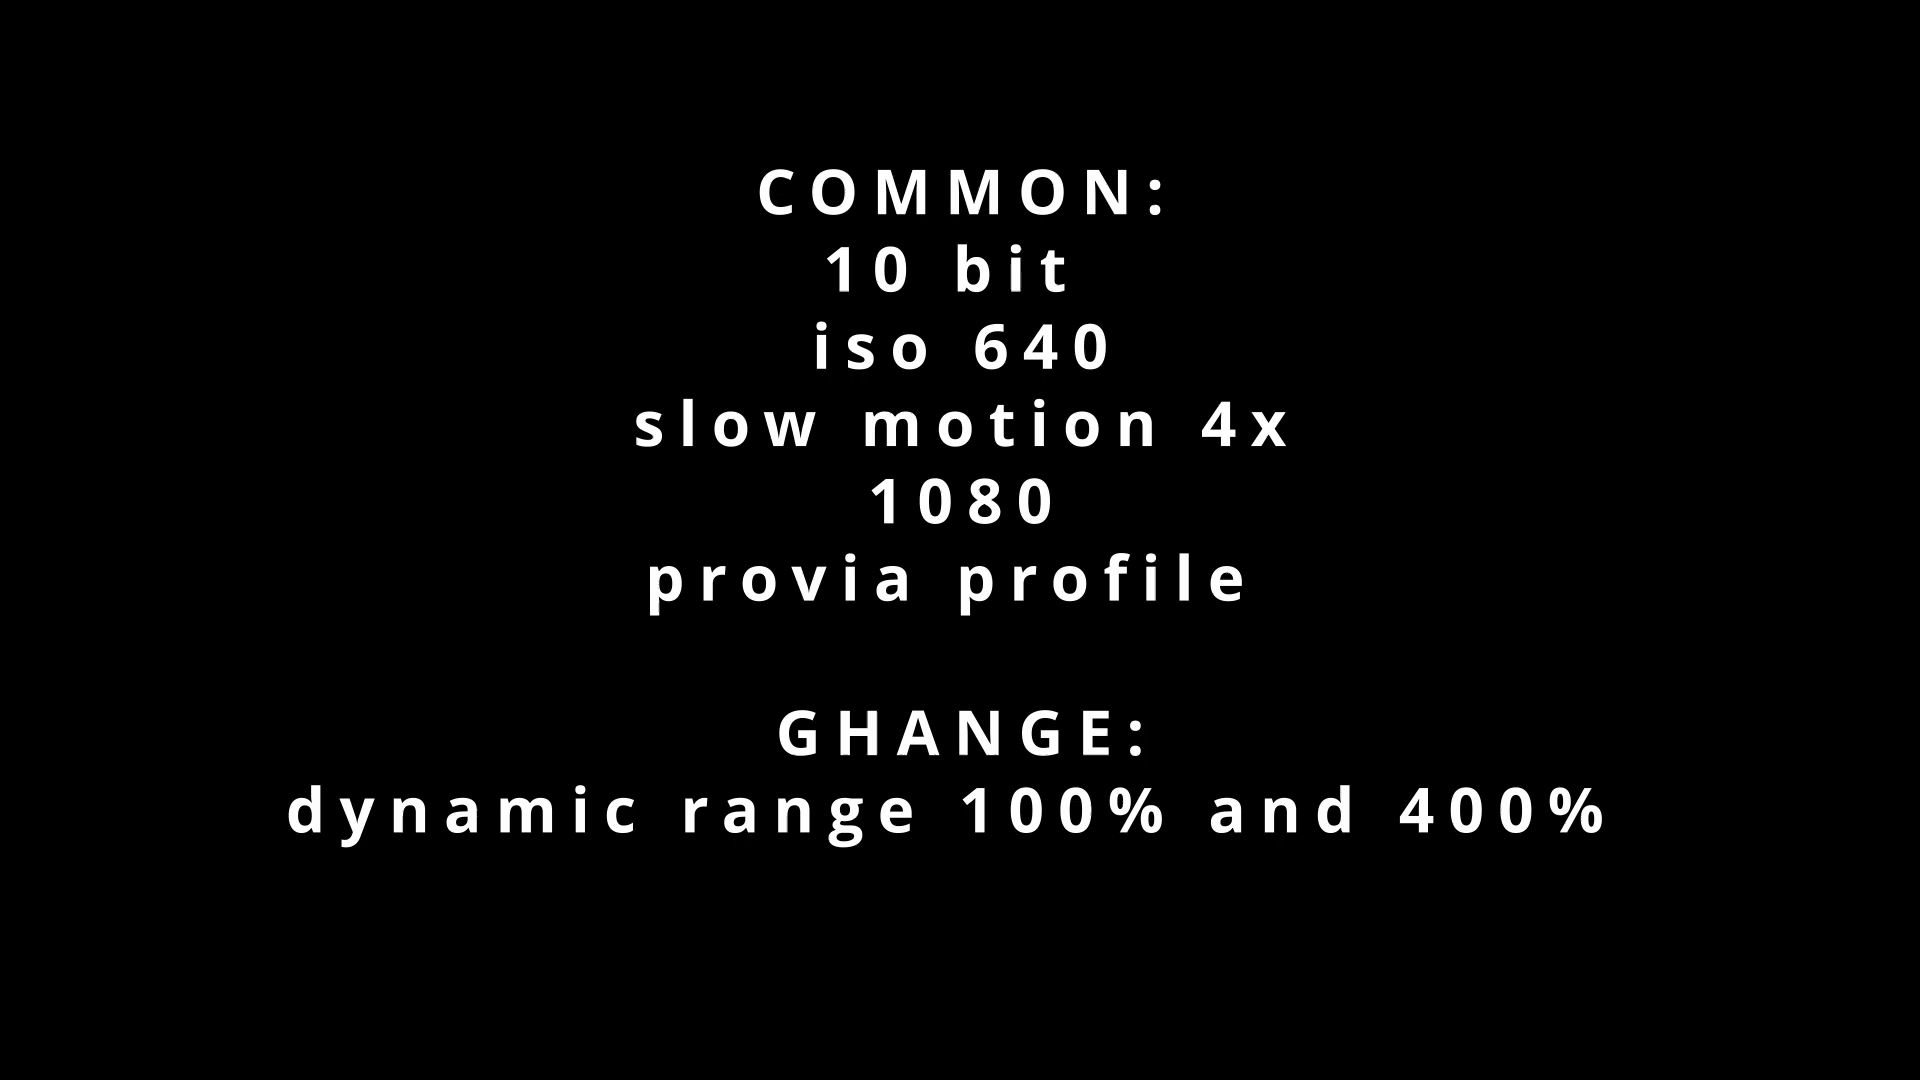 COMMON:
10 bit
iso 640
slow motion 4x
1080
provia profile
GHANGE:
dynamic range 100% and 400%